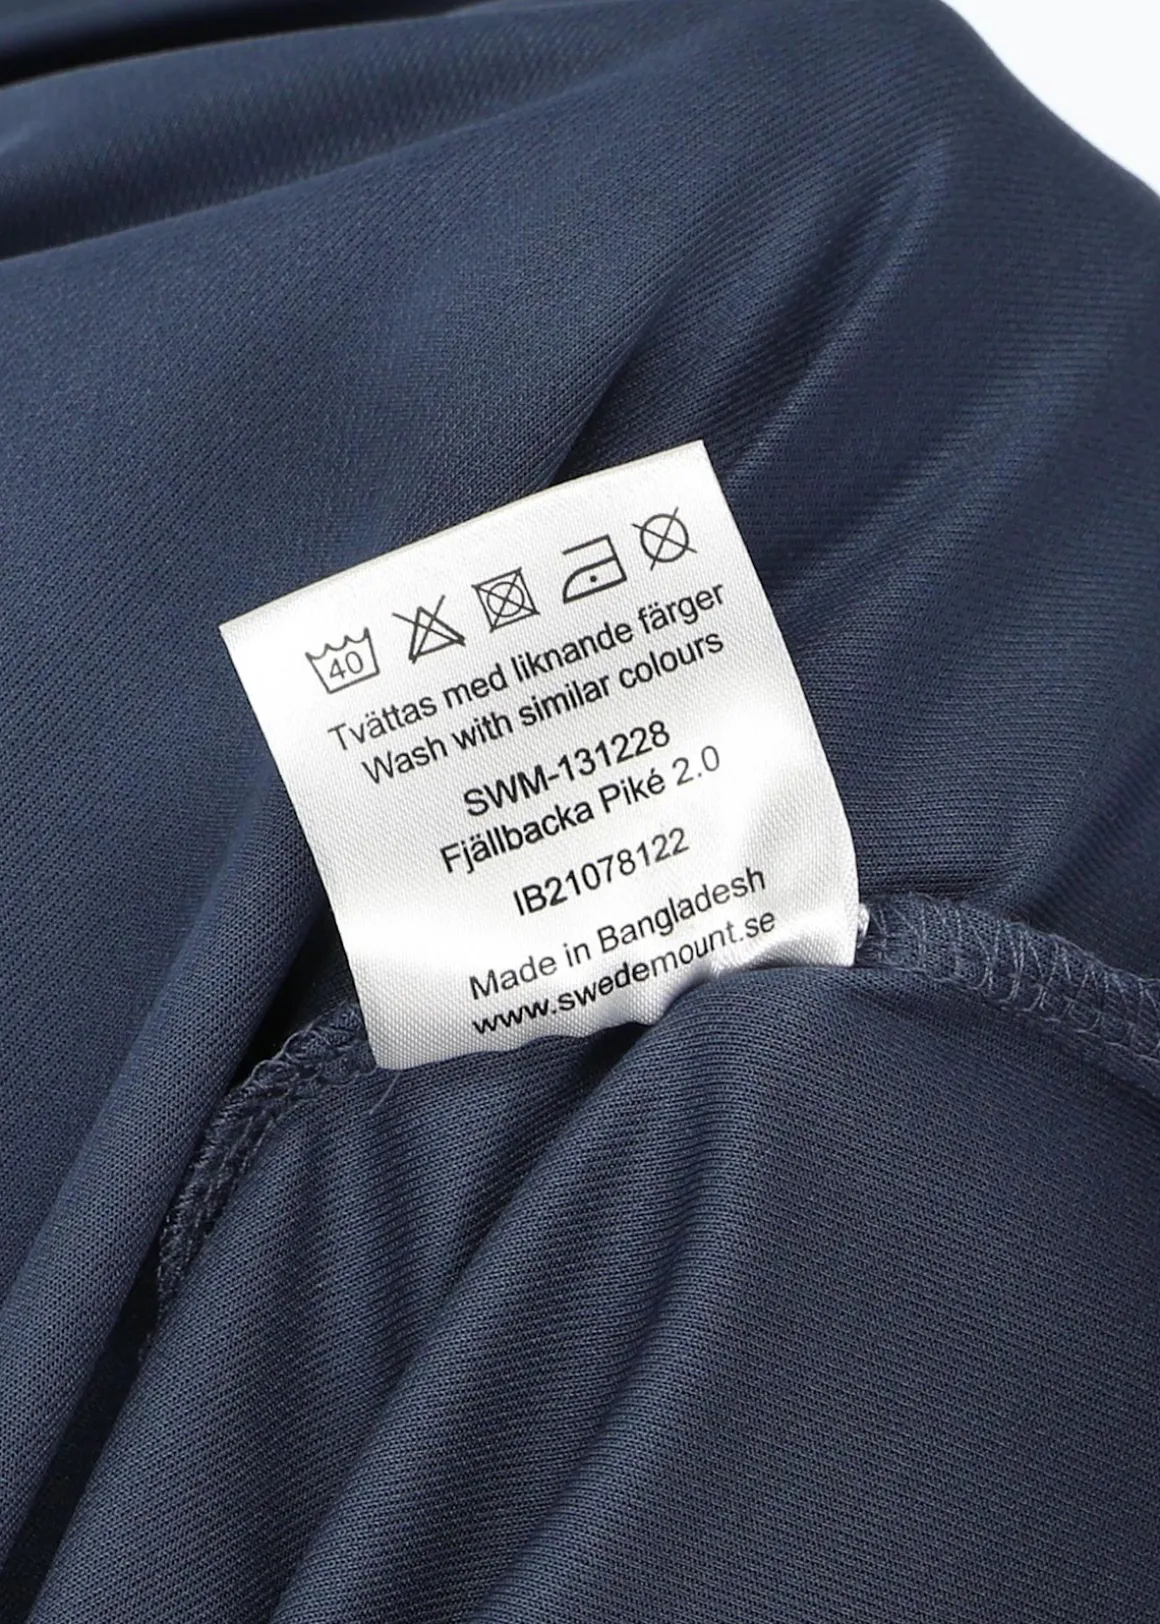 40
Tvättas med liknande färger
Wash with similar colours
SWM-131228
Fjällbacka Piké 2.0
IB21078122
Made in Bangladesh
www.swedemount.se